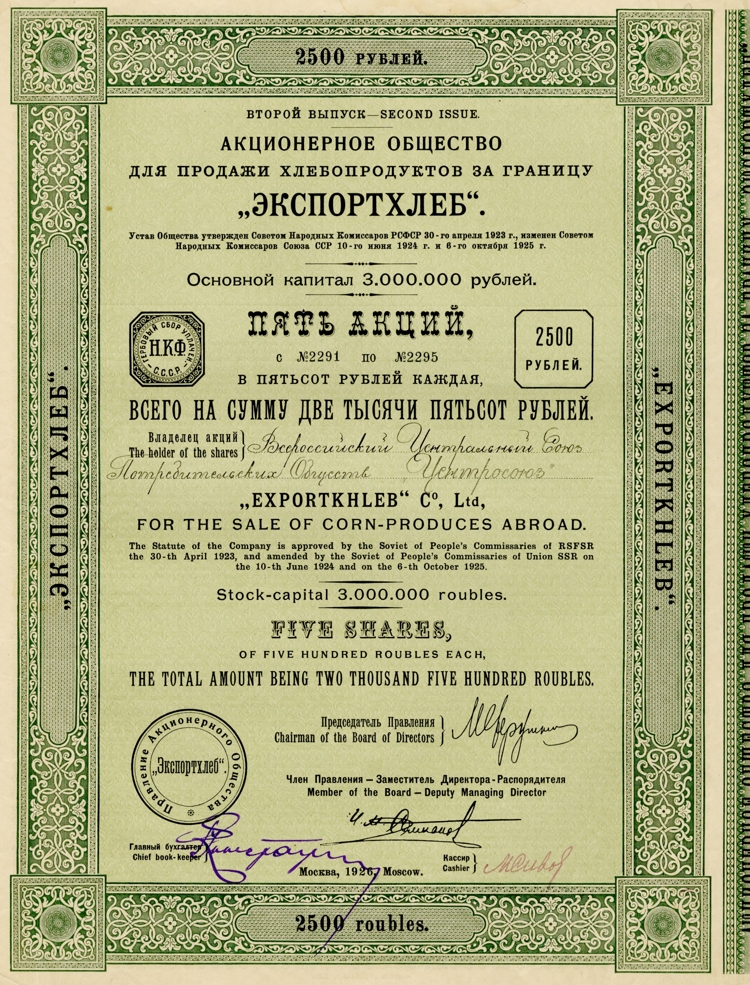 2500 РУБЛЕЙ.
ВТОРОЙ ВЫПУСК—SECOND ISSUE.
АКЦИОНЕРНОЕ ОБЩЕСТВО
ДЛЯ ПРОДАЖИ ХЛЕБОПРОДУКТОВ ЗА ГРАНИЦУ
„ЭКСПОРТХЛЕБ“.
Устав Общества утвержден Советом Народных Комиссаров РСФСР 30-го апреля 1923 г., изменен Советом
Народных Комиссаров Союза ССР 10-го июня 1924 г. и 6-го октября 1925 г.
Основной капитал 3.000.000 рублей.
ПЯТЬ АКЦИЙ,
с №2291 по №2295
В ПЯТЬСОТ РУБЛЕЙ КАЖДАЯ,
ГЕРБОВЫЙ СБОР УПЛАЧЕН
НКФ
С.С.С.Р.
2500
РУБЛЕЙ.
ВСЕГО НА СУММУ ДВЕ ТЫСЯЧИ ПЯТЬСОТ РУБЛЕЙ.
Владелец акций
The holder of the shares
Всероссийский Центральный Союз
Потребительских Обществ "Центросоюз"
„EXPORTKHLEB“ Cº, Ltd,
FOR THE SALE OF CORN-PRODUCES ABROAD.
The Statute of the Company is approved by the Soviet of People's Commissaries of RSFSR
the 30-th April 1923, and amended by the Soviet of People's Commissaries of Union SSR on
the 10-th June 1924 and on the 6-th October 1925.
Stock-capital 3.000.000 roubles.
FIVE SHARES,
OF FIVE HUNDRED ROUBLES EACH,
THE TOTAL AMOUNT BEING TWO THOUSAND FIVE HUNDRED ROUBLES.
Председатель Правления
Chairman of the Board of Directors
Правление Акционерного Общества
„Экспортхлеб“.
Член Правления — Заместитель Директора-Распорядителя
Member of the Board — Deputy Managing Director
Главный бухгалтер
Chief book-keeper
Кассир
Cashier
Москва, 1926, Moscow.
2500 roubles.
„ЭКСПОРТХЛЕБ“.
„EXPORTKHLEB“.